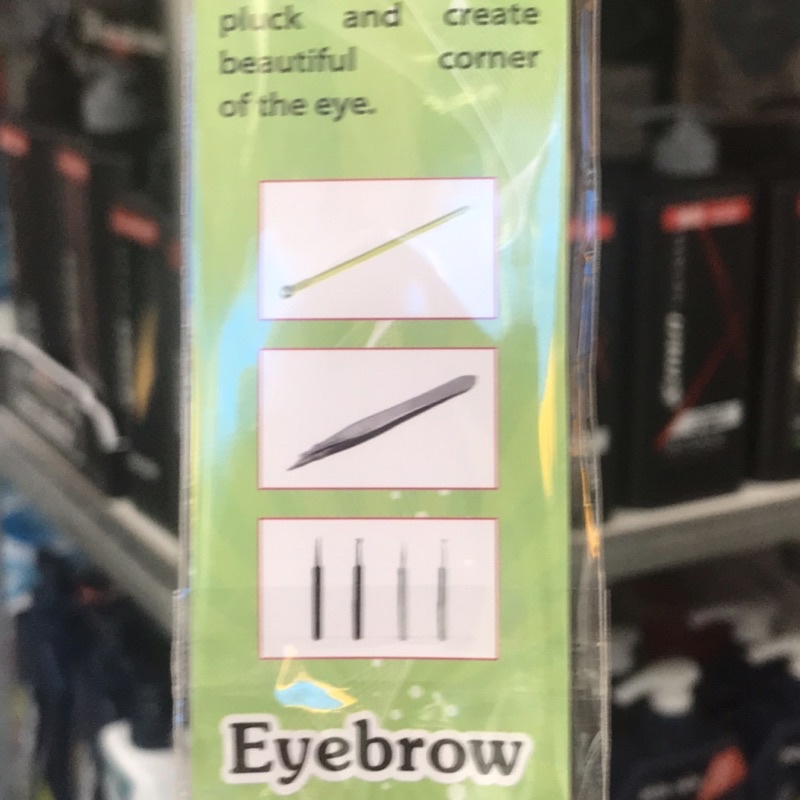 pluck and create
beautiful corner
of the eye.
Eyebrow